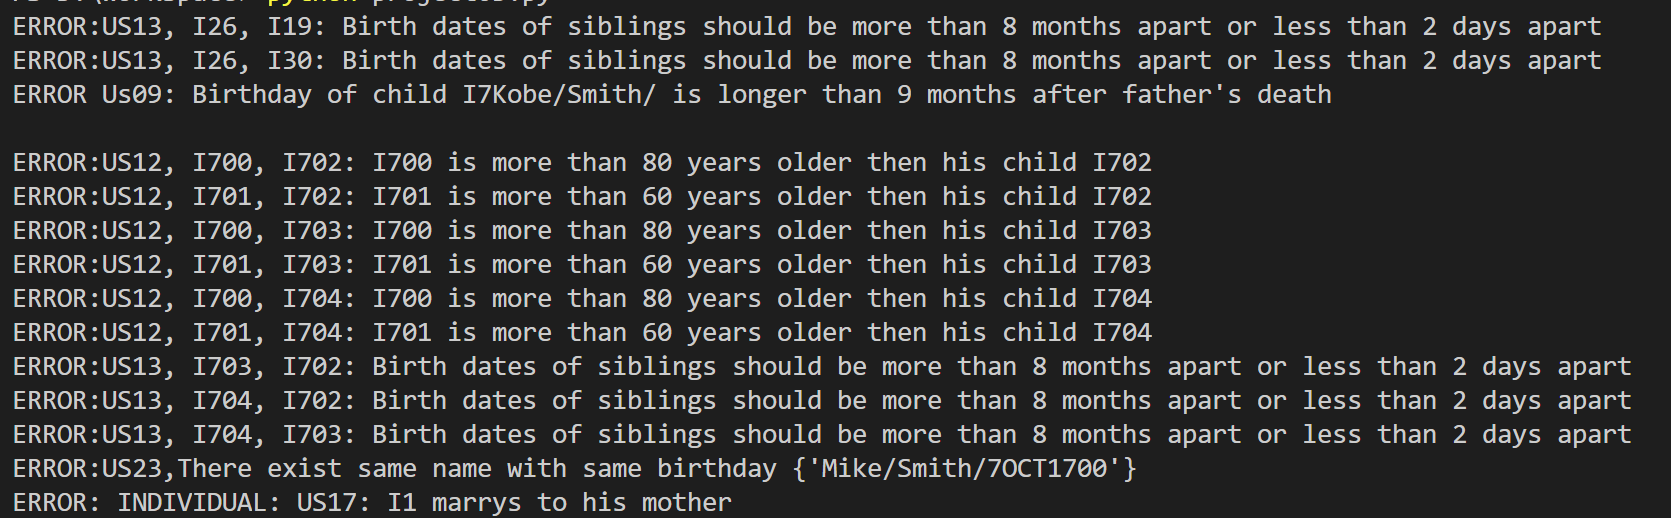 ERROR:US13, I26, I19: Birth dates of siblings should be more than 8 months apart or less than 2 days apart
ERROR:US13, I26, I30: Birth dates of siblings should be more than 8 months apart or less than 2 days apart
ERROR Us09: Birthday of child I7Kobe/Smith/ is longer than 9 months after father's death
ERROR:US12, I700, I702: I700 is more than 80 years older then his child I702
ERROR:US12, I701, I702: I701 is more than 60 years older then his child I702
ERROR:US12, I700, I703: I700 is more than 80 years older then his child I703
ERROR:US12, I701, I703: I701 is more than 60 years older then his child I703
ERROR:US12, I700, I704: I700 is more than 80 years older then his child I704
ERROR:US12, I701, I704: I701 is more than 60 years older then his child I704
ERROR:US13, I703, I702: Birth dates of siblings should be more than 8 months apart or less than 2 days apart
ERROR:US13, I704, I702: Birth dates of siblings should be more than 8 months apart or less than 2 days apart
ERROR:US13, I704, I703: Birth dates of siblings should be more than 8 months apart or less than 2 days apart
ERROR:US23,There exist same name with same birthday {'Mike/Smith/7OCT1700'}
ERROR: INDIVIDUAL: US17: I1 marrys to his mother